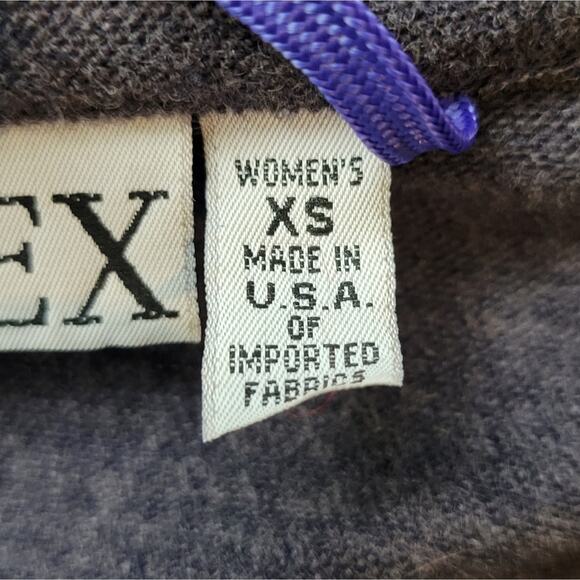 EX
WOMEN'S
XS
MADE IN
U.S.A.
OF
IMPORTED
FABRICS